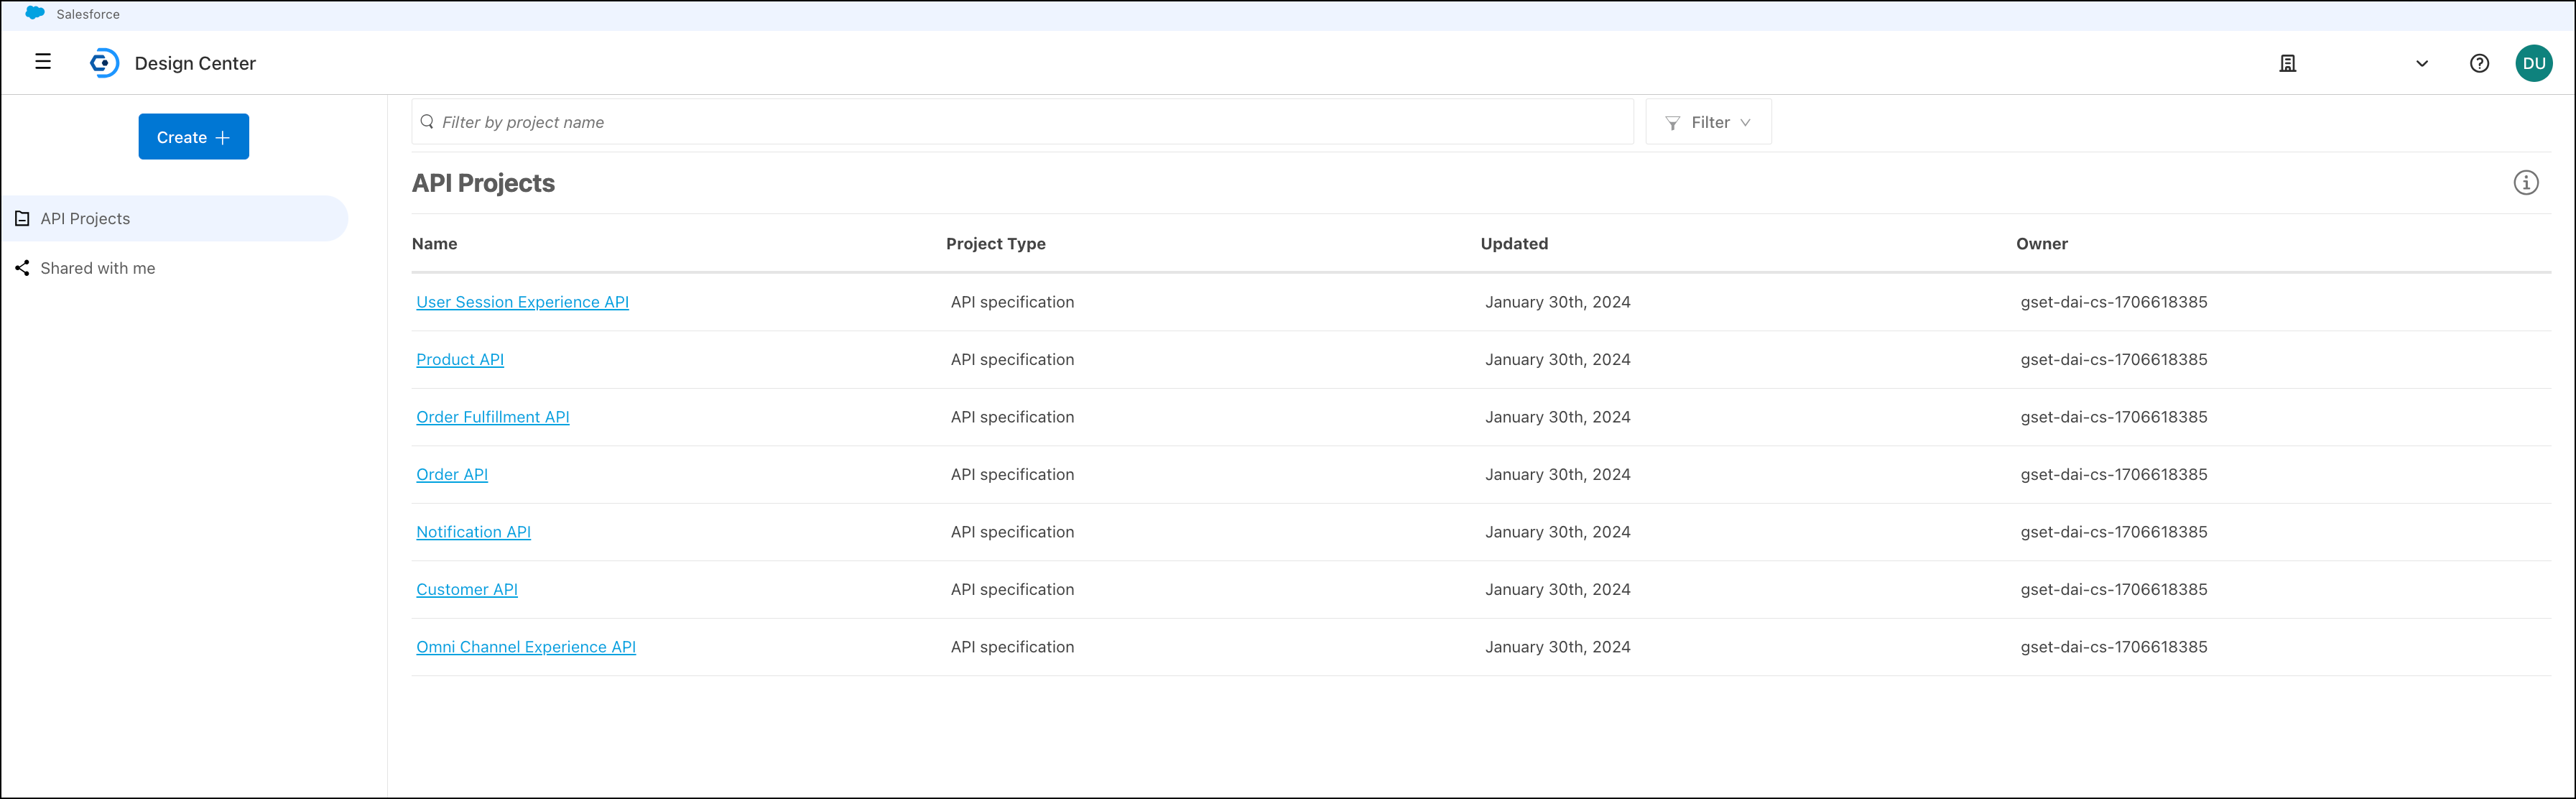 Salesforce
Design Center
DU
Create
Filter by project name
Filter
API Projects
Shared with me
API Projects
Name Project Type Updated Owner
User Session Experience API API specification January 30th, 2024 gset-dai-cs-1706618385
Product API API specification January 30th, 2024 gset-dai-cs-1706618385
Order Fulfillment API API specification January 30th, 2024 gset-dai-cs-1706618385
Order API API specification January 30th, 2024 gset-dai-cs-1706618385
Notification API API specification January 30th, 2024 gset-dai-cs-1706618385
Customer API API specification January 30th, 2024 gset-dai-cs-1706618385
Omni Channel Experience API API specification January 30th, 2024 gset-dai-cs-1706618385